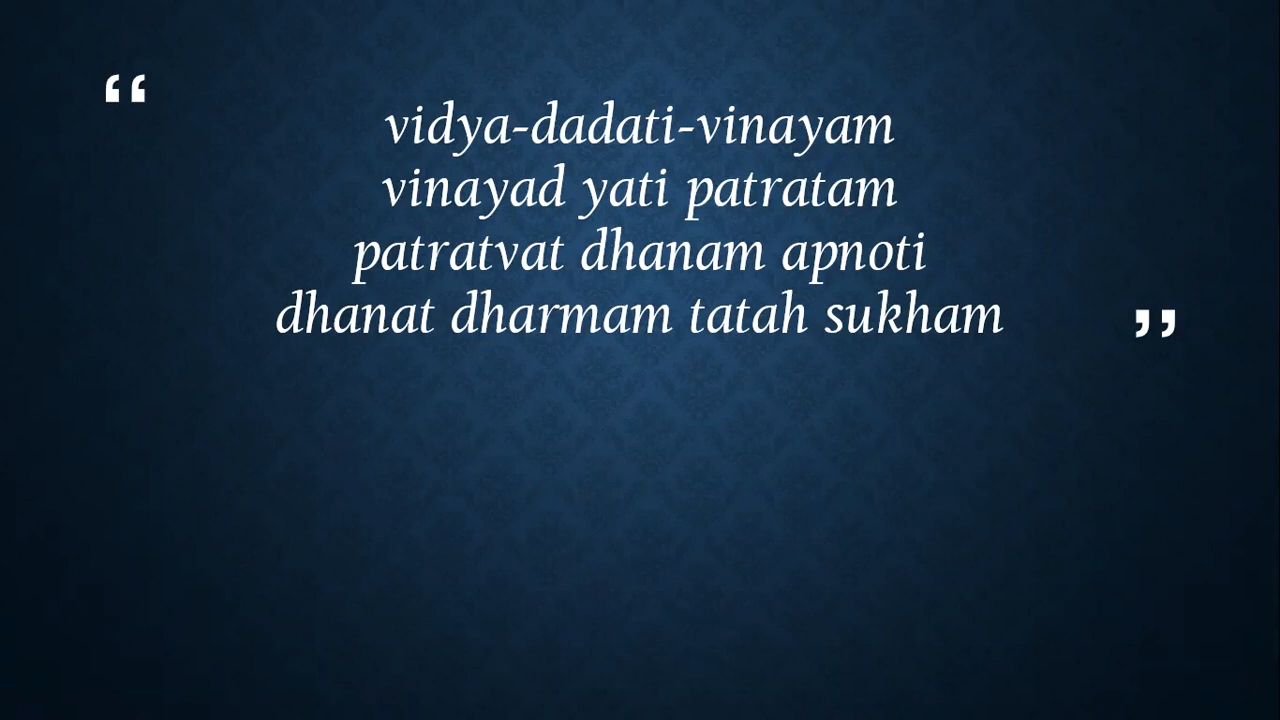 “
vidya-dadati-vinayam
vinayad yati patratam
patratvat dhanam apnoti
dhanat dharmam tatah sukham ”